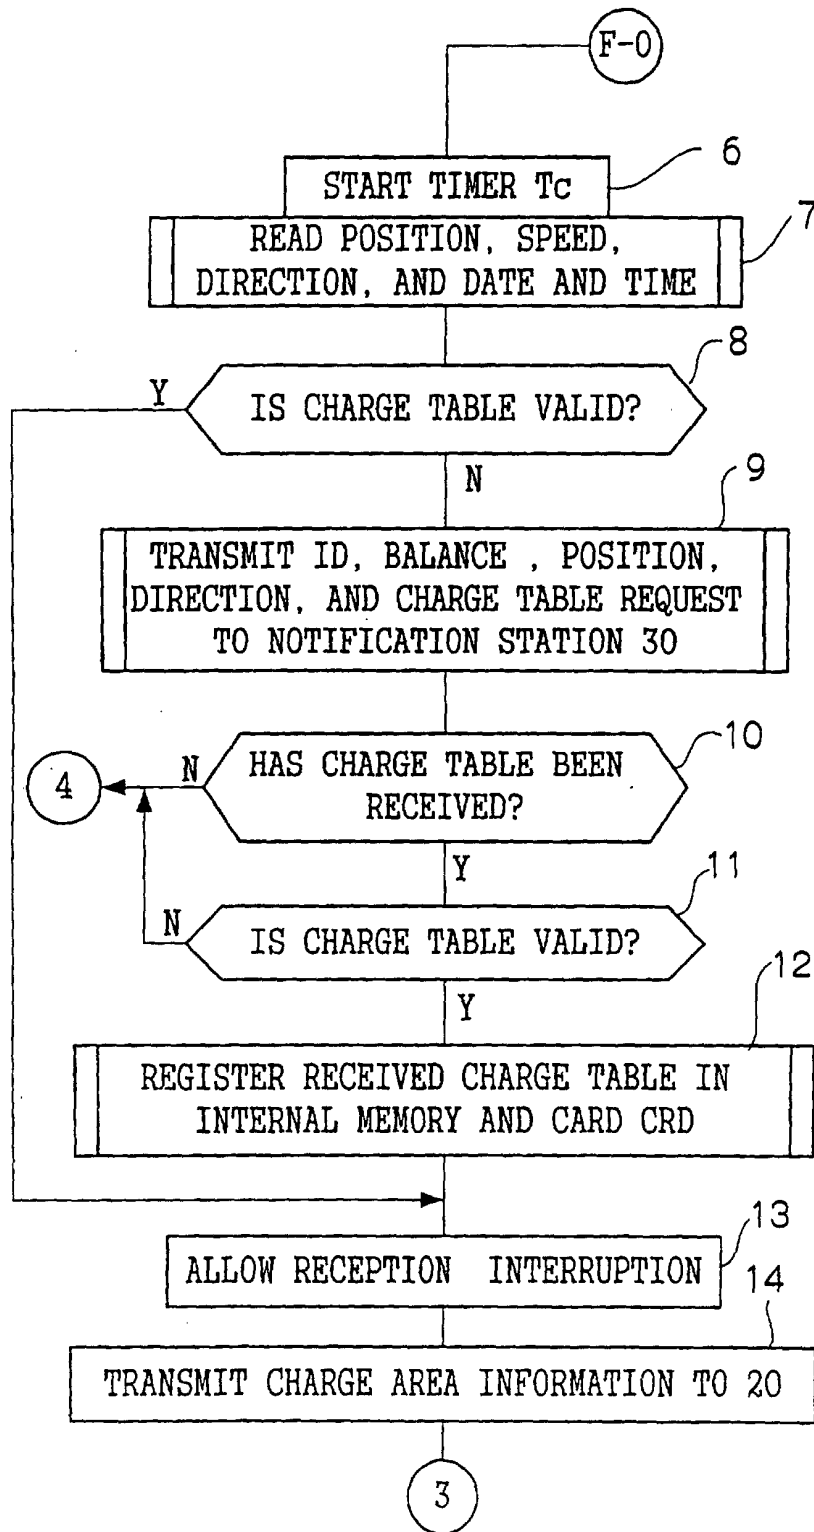 F-0
6
START TIMER Tc
7
READ POSITION, SPEED,
DIRECTION, AND DATE AND TIME
8
Y
IS CHARGE TABLE VALID?
N
9
TRANSMIT ID, BALANCE , POSITION,
DIRECTION, AND CHARGE TABLE REQUEST
TO NOTIFICATION STATION 30
10
4
N
HAS CHARGE TABLE BEEN
RECEIVED?
Y
11
N
IS CHARGE TABLE VALID?
Y
12
REGISTER RECEIVED CHARGE TABLE IN
INTERNAL MEMORY AND CARD CRD
13
ALLOW RECEPTION INTERRUPTION
14
TRANSMIT CHARGE AREA INFORMATION TO 20
3